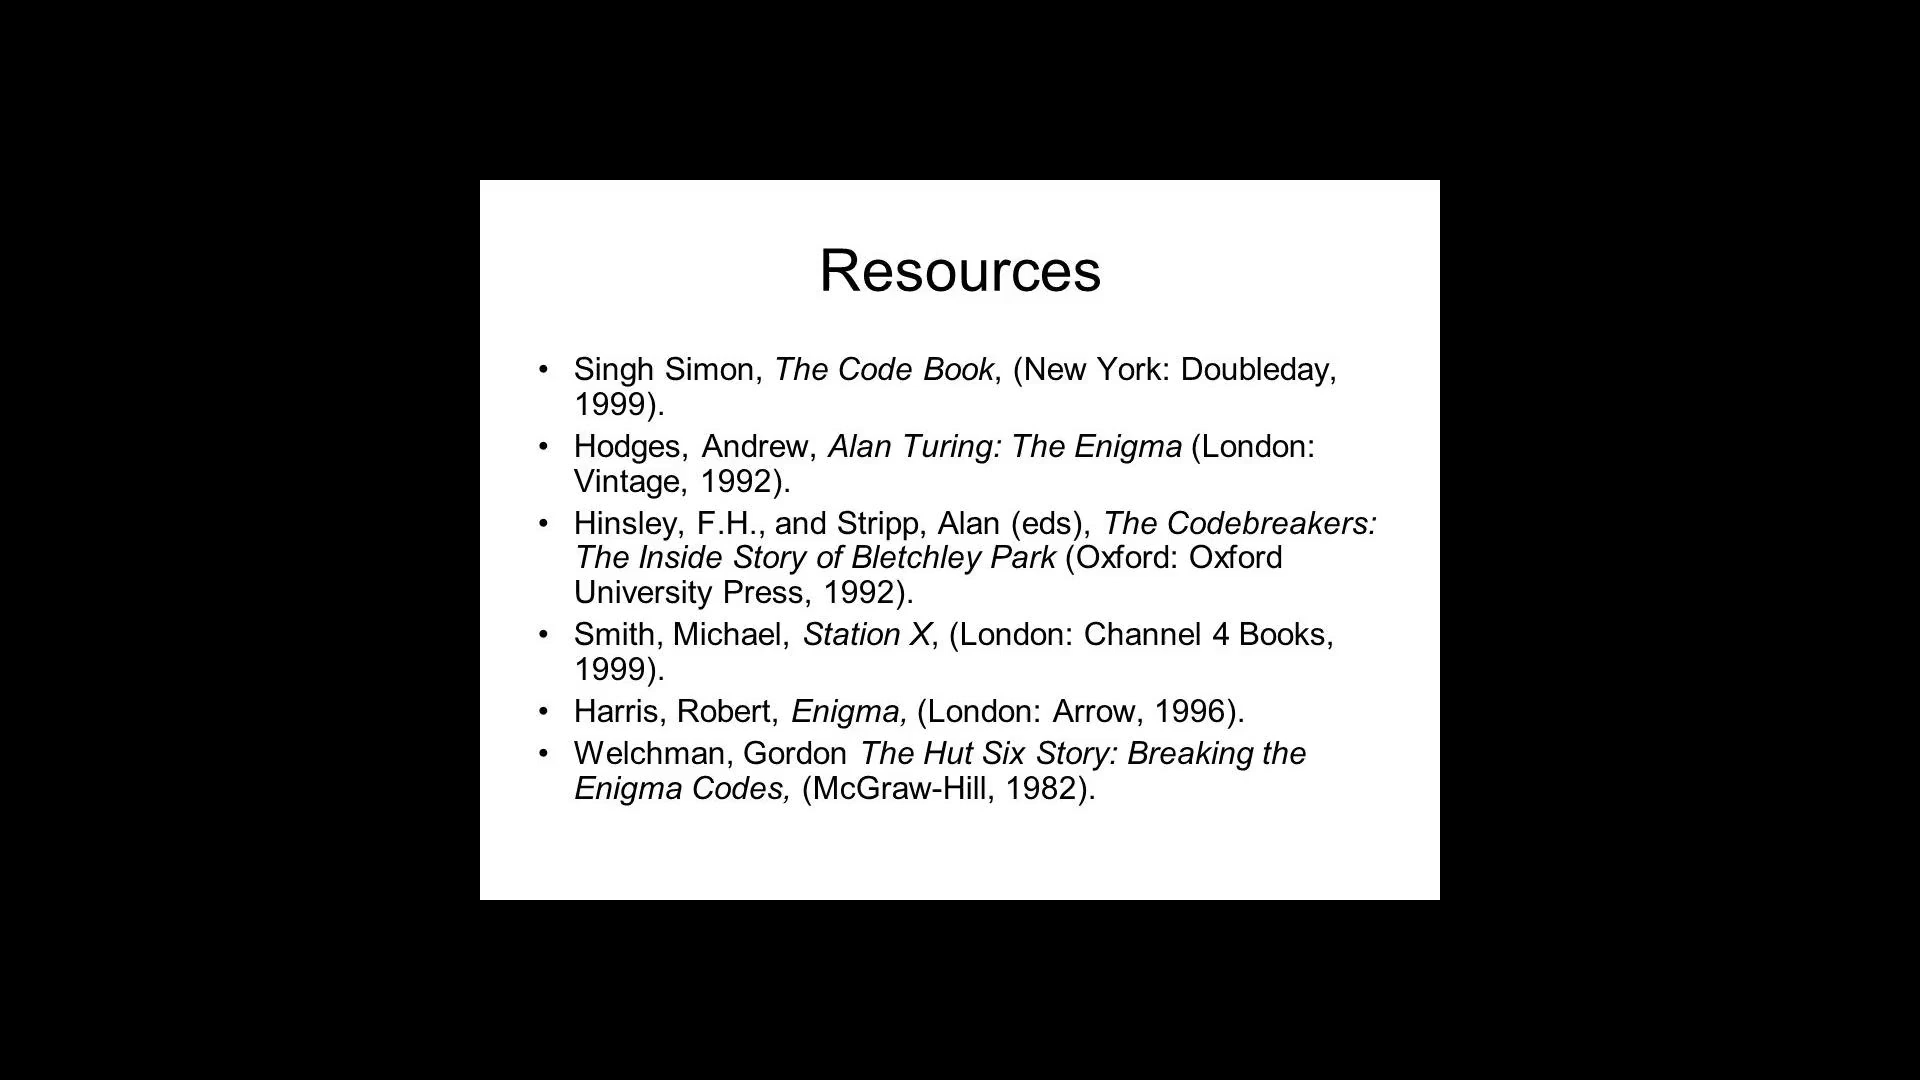 Resources
• Singh Simon, The Code Book, (New York: Doubleday,
1999).
• Hodges, Andrew, Alan Turing: The Enigma (London:
Vintage, 1992).
• Hinsley, F.H., and Stripp, Alan (eds), The Codebreakers:
The Inside Story of Bletchley Park (Oxford: Oxford
University Press, 1992).
• Smith, Michael, Station X, (London: Channel 4 Books,
1999).
• Harris, Robert, Enigma, (London: Arrow, 1996).
• Welchman, Gordon The Hut Six Story: Breaking the
Enigma Codes, (McGraw-Hill, 1982).